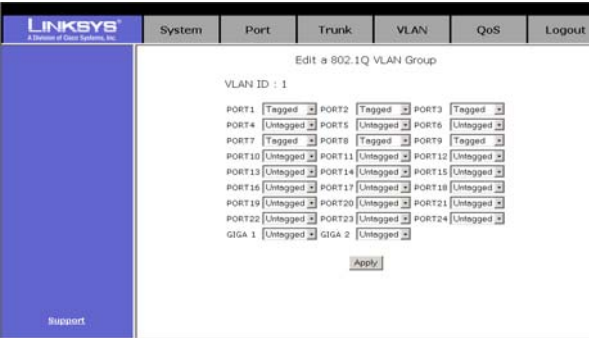 LINKSYS®
A Division of Cisco Systems, Inc.
System Port Trunk VLAN QoS Logout
Edit a 802.1Q VLAN Group
VLAN ID : 1
PORT1 Tagged PORT2 Tagged PORT3 Tagged
PORT4 Untagged PORT5 Untagged PORT6 Untagged
PORT7 Tagged PORT8 Tagged PORT9 Tagged
PORT10 Untagged PORT11 Untagged PORT12 Untagged
PORT13 Untagged PORT14 Untagged PORT15 Untagged
PORT16 Untagged PORT17 Untagged PORT18 Untagged
PORT19 Untagged PORT20 Untagged PORT21 Untagged
PORT22 Untagged PORT23 Untagged PORT24 Untagged
GIGA 1 Untagged GIGA 2 Untagged
Apply
Support